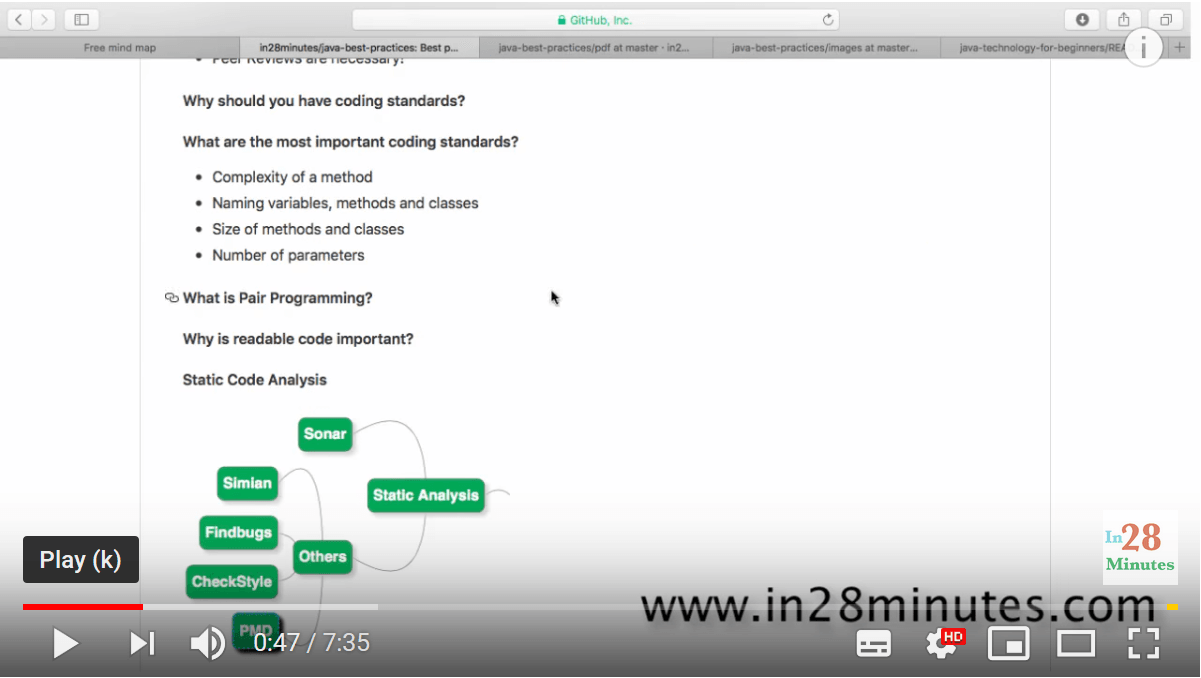 GitHub, Inc.
Free mind map
in28minutes/java-best-practices: Best p...
java-best-practices/pdf at master · in2...
java-best-practices/images at master...
java-technology-for-beginners/REA
Peer Reviews are necessary!
Why should you have coding standards?
What are the most important coding standards?
Complexity of a method
Naming variables, methods and classes
Size of methods and classes
Number of parameters
What is Pair Programming?
Why is readable code important?
Static Code Analysis
Sonar
Simian
Static Analysis
Findbugs
Others
CheckStyle
PMD
Play (k)
In28
Minutes
www.in28minutes.com
0:47 / 7:35
HD